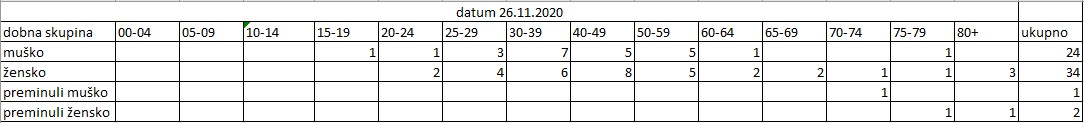 datum 26.11.2020
dobna skupina 00-04 05-09 10-14 15-19 20-24 25-29 30-39 40-49 50-59 60-64 65-69 70-74 75-79 80+ ukupno
muško 1 1 3 7 5 5 1 1 24
žensko 2 4 6 8 5 2 2 1 1 3 34
preminuli muško 1 1
preminuli žensko 1 1 2